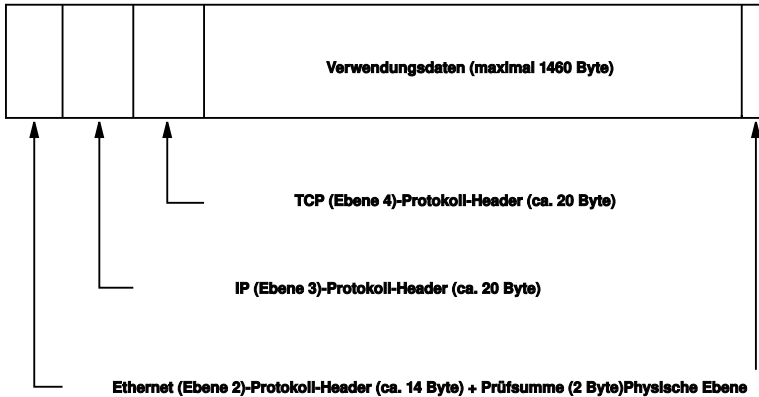 Verwendungsdaten (maximal 1460 Byte)
TCP (Ebene 4)-Protokoll-Header (ca. 20 Byte)
IP (Ebene 3)-Protokoll-Header (ca. 20 Byte)
Ethernet (Ebene 2)-Protokoll-Header (ca. 14 Byte) + Prüfsumme (2 Byte)Physische Ebene